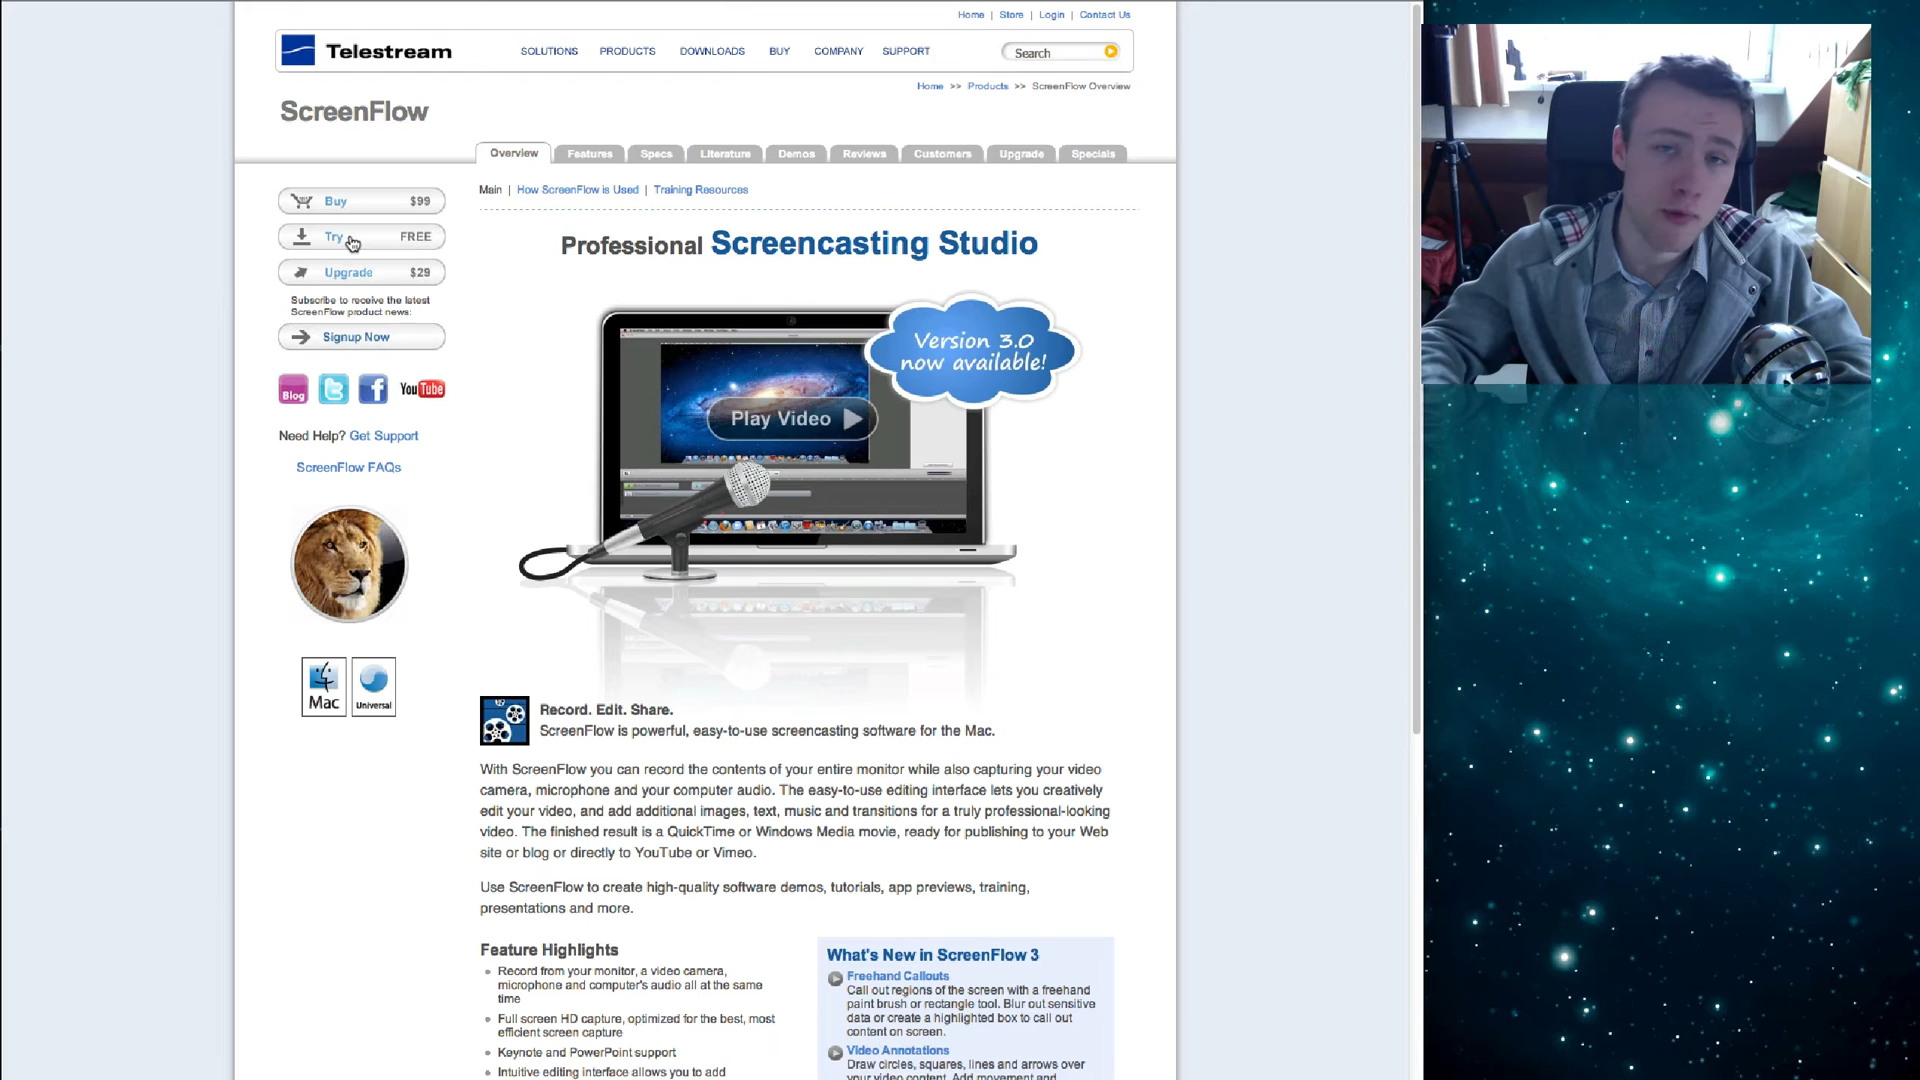 Home | Store | Login | Contact Us
Telestream
SOLUTIONS PRODUCTS DOWNLOADS BUY COMPANY SUPPORT
Search
Home >> Products >> ScreenFlow Overview
ScreenFlow
Overview Features Specs Literature Demos Reviews Customers Upgrade Specials
Main | How ScreenFlow is Used | Training Resources
Buy $99
Try FREE
Upgrade $29
Subscribe to receive the latest
ScreenFlow product news:
Signup Now
Blog
YouTube
Need Help? Get Support
ScreenFlow FAQs
Mac
Universal
Professional Screencasting Studio
Version 3.0
now available!
Play Video
Record. Edit. Share.
ScreenFlow is powerful, easy-to-use screencasting software for the Mac.
With ScreenFlow you can record the contents of your entire monitor while also capturing your video
camera, microphone and your computer audio. The easy-to-use editing interface lets you creatively
edit your video, and add additional images, text, music and transitions for a truly professional-looking
video. The finished result is a QuickTime or Windows Media movie, ready for publishing to your Web
site or blog or directly to YouTube or Vimeo.
Use ScreenFlow to create high-quality software demos, tutorials, app previews, training,
presentations and more.
Feature Highlights
Record from your monitor, a video camera,
microphone and computer's audio all at the same
time
Full screen HD capture, optimized for the best, most
efficient screen capture
Keynote and PowerPoint support
Intuitive editing interface allows you to add
What's New in ScreenFlow 3
Freehand Callouts
Call out regions of the screen with a freehand
paint brush or rectangle tool. Blur out sensitive
data or create a highlighted box to call out
content on screen.
Video Annotations
Draw circles, squares, lines and arrows over
your video content. Add movement and